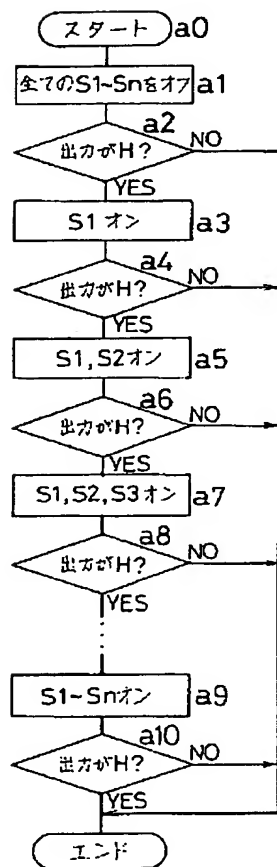 スタート a0
全てのS1~Snをオフ a1
a2
出力がH? NO
YES
S1 オン a3
a4
出力がH? NO
YES
S1,S2オン a5
a6
出力がH? NO
YES
S1,S2,S3オン a7
a8
出力がH? NO
YES
S1~Snオン a9
a10
出力がH? NO
YES
エンド